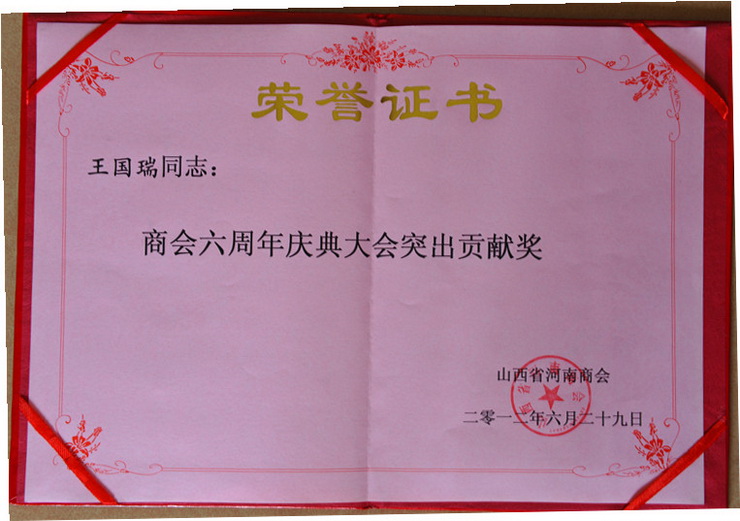 荣誉证书
王国瑞同志：
商会六周年庆典大会突出贡献奖
山西省河南商会
二零一二年六月二十九日